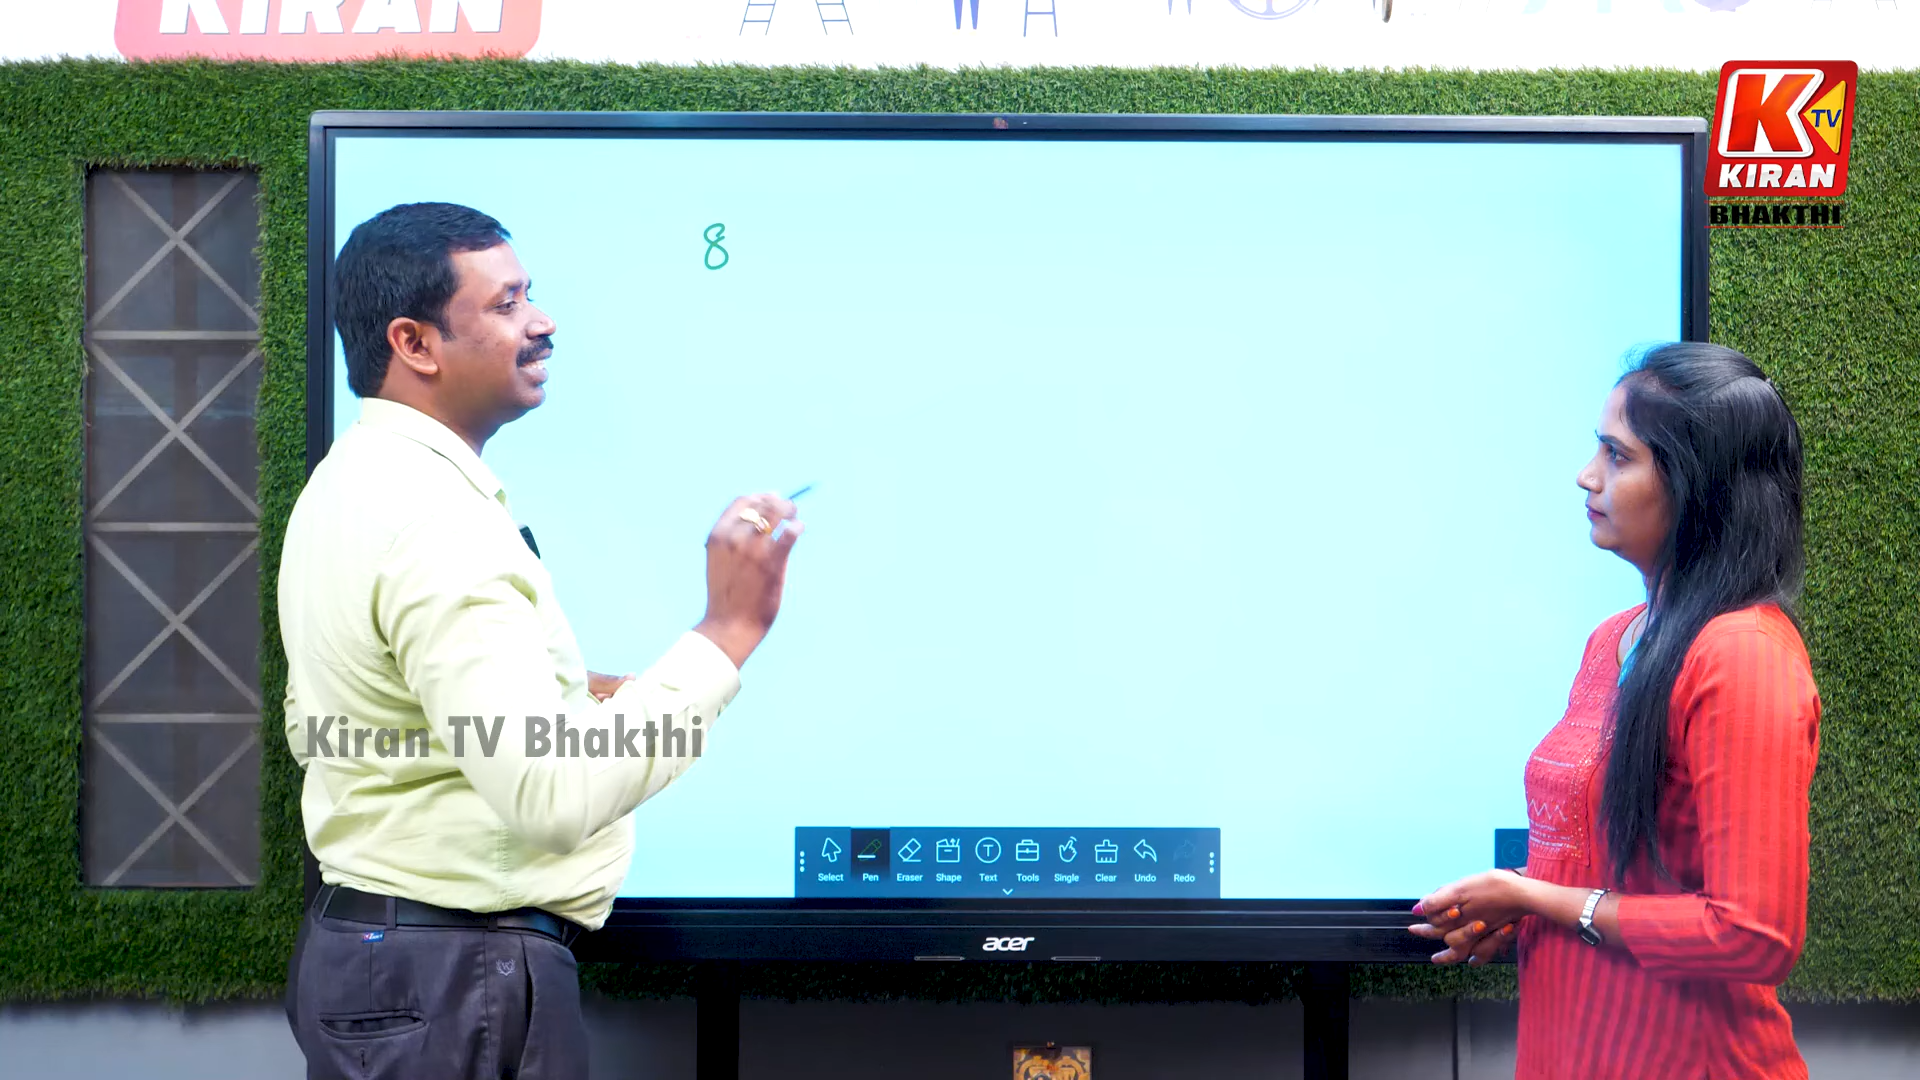 KIRAN
K TV
KIRAN
BHAKTHI
8
Kiran TV Bhakthi
Select Pen Eraser Shape Text Tools Single Clear Undo Redo
acer